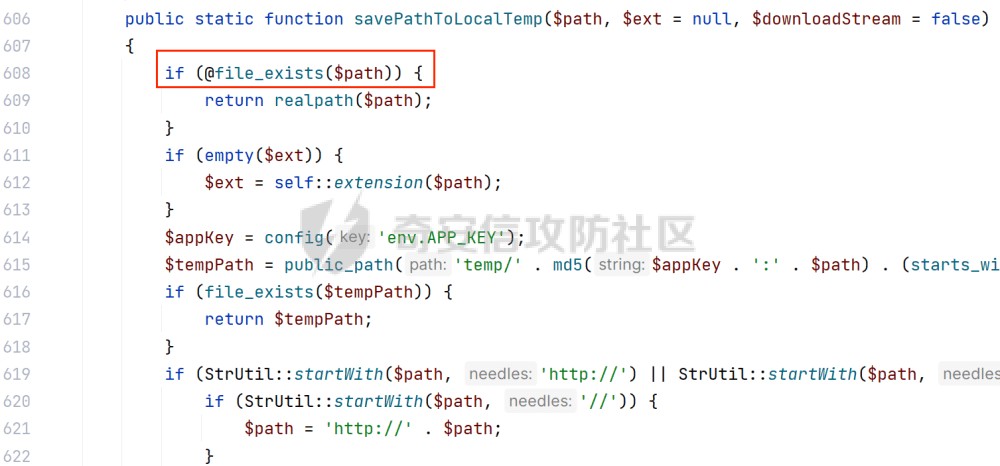 606 public static function savePathToLocalTemp($path, $ext = null, $downloadStream = false)
607 {
608 if (@file_exists($path)) {
609 return realpath($path);
610 }
611 if (empty($ext)) {
612 $ext = self::extension($path);
613 }
614 $appKey = config( key: 'env.APP_KEY');
615 $tempPath = public_path( path: 'temp/' . md5( string: $appKey . ':' . $path) . (starts_wi
616 if (file_exists($tempPath)) {
617 return $tempPath;
618 }
619 if (StrUtil::startWith($path, needles: 'http://') || StrUtil::startWith($path, needles
620 if (StrUtil::startWith($path, needles: '//')) {
621 $path = 'http://' . $path;
622 }
奇安信攻防社区